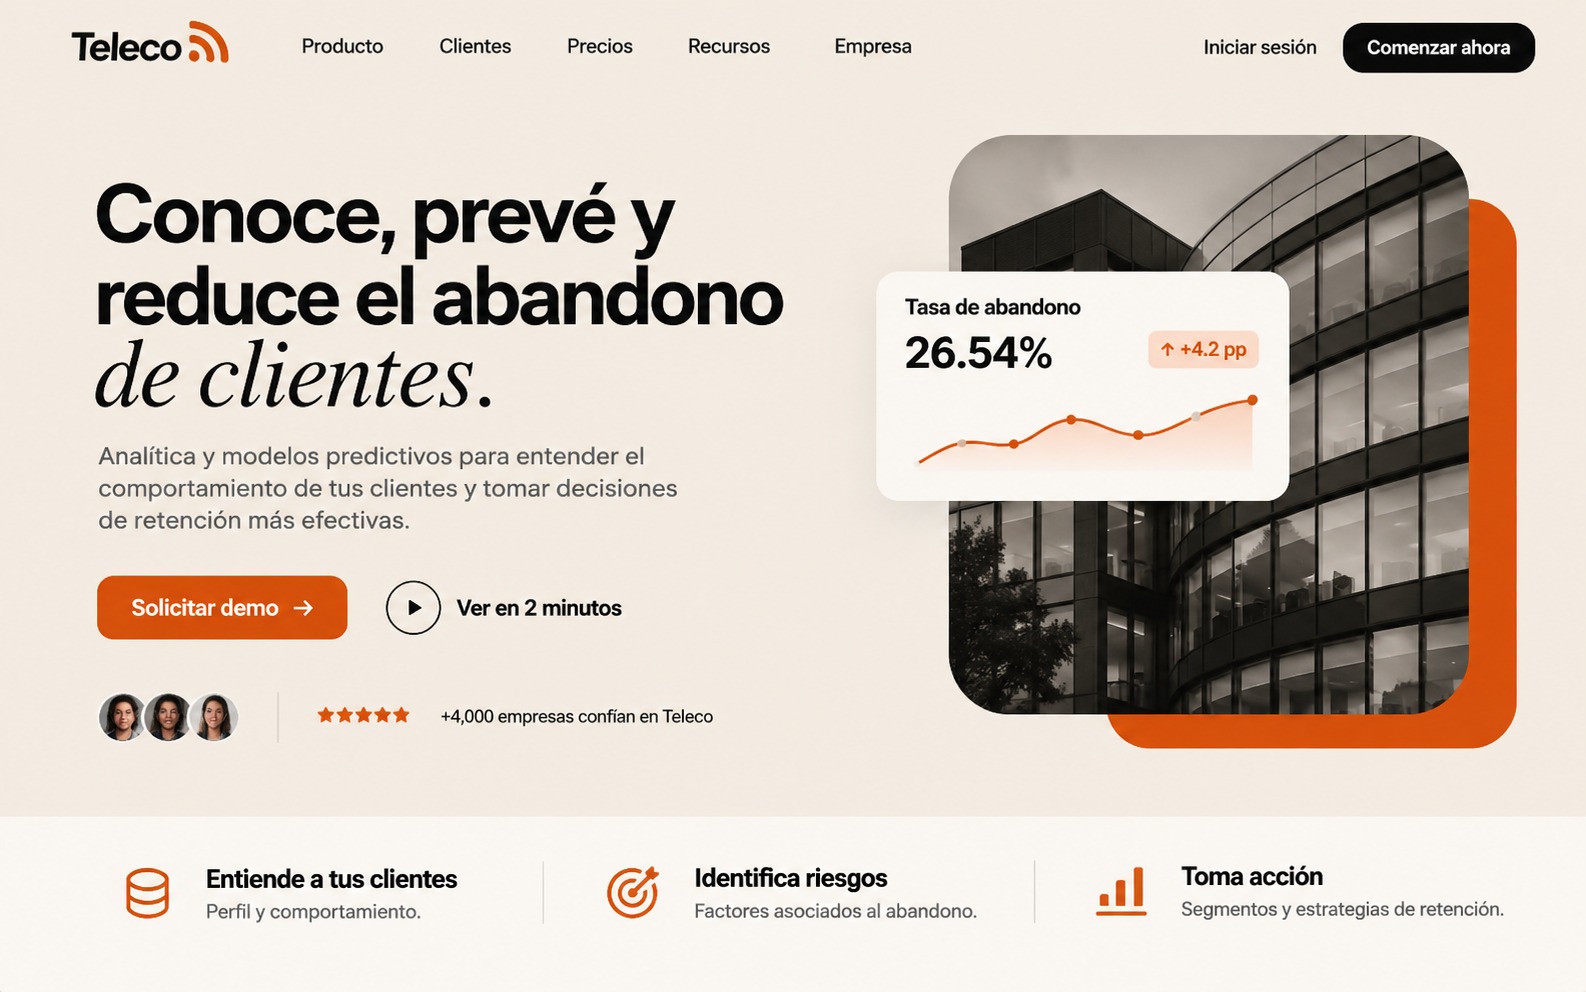 Teleco
Producto
Clientes
Precios
Recursos
Empresa
Iniciar sesión
Comenzar ahora
Conoce, prevé y
reduce el abandono
de clientes.
Analítica y modelos predictivos para entender el
comportamiento de tus clientes y tomar decisiones
de retención más efectivas.
Solicitar demo →
Ver en 2 minutos
+4,000 empresas confían en Teleco
Tasa de abandono
26.54%
↑ +4.2 pp
Entiende a tus clientes
Perfil y comportamiento.
Identifica riesgos
Factores asociados al abandono.
Toma acción
Segmentos y estrategias de retención.